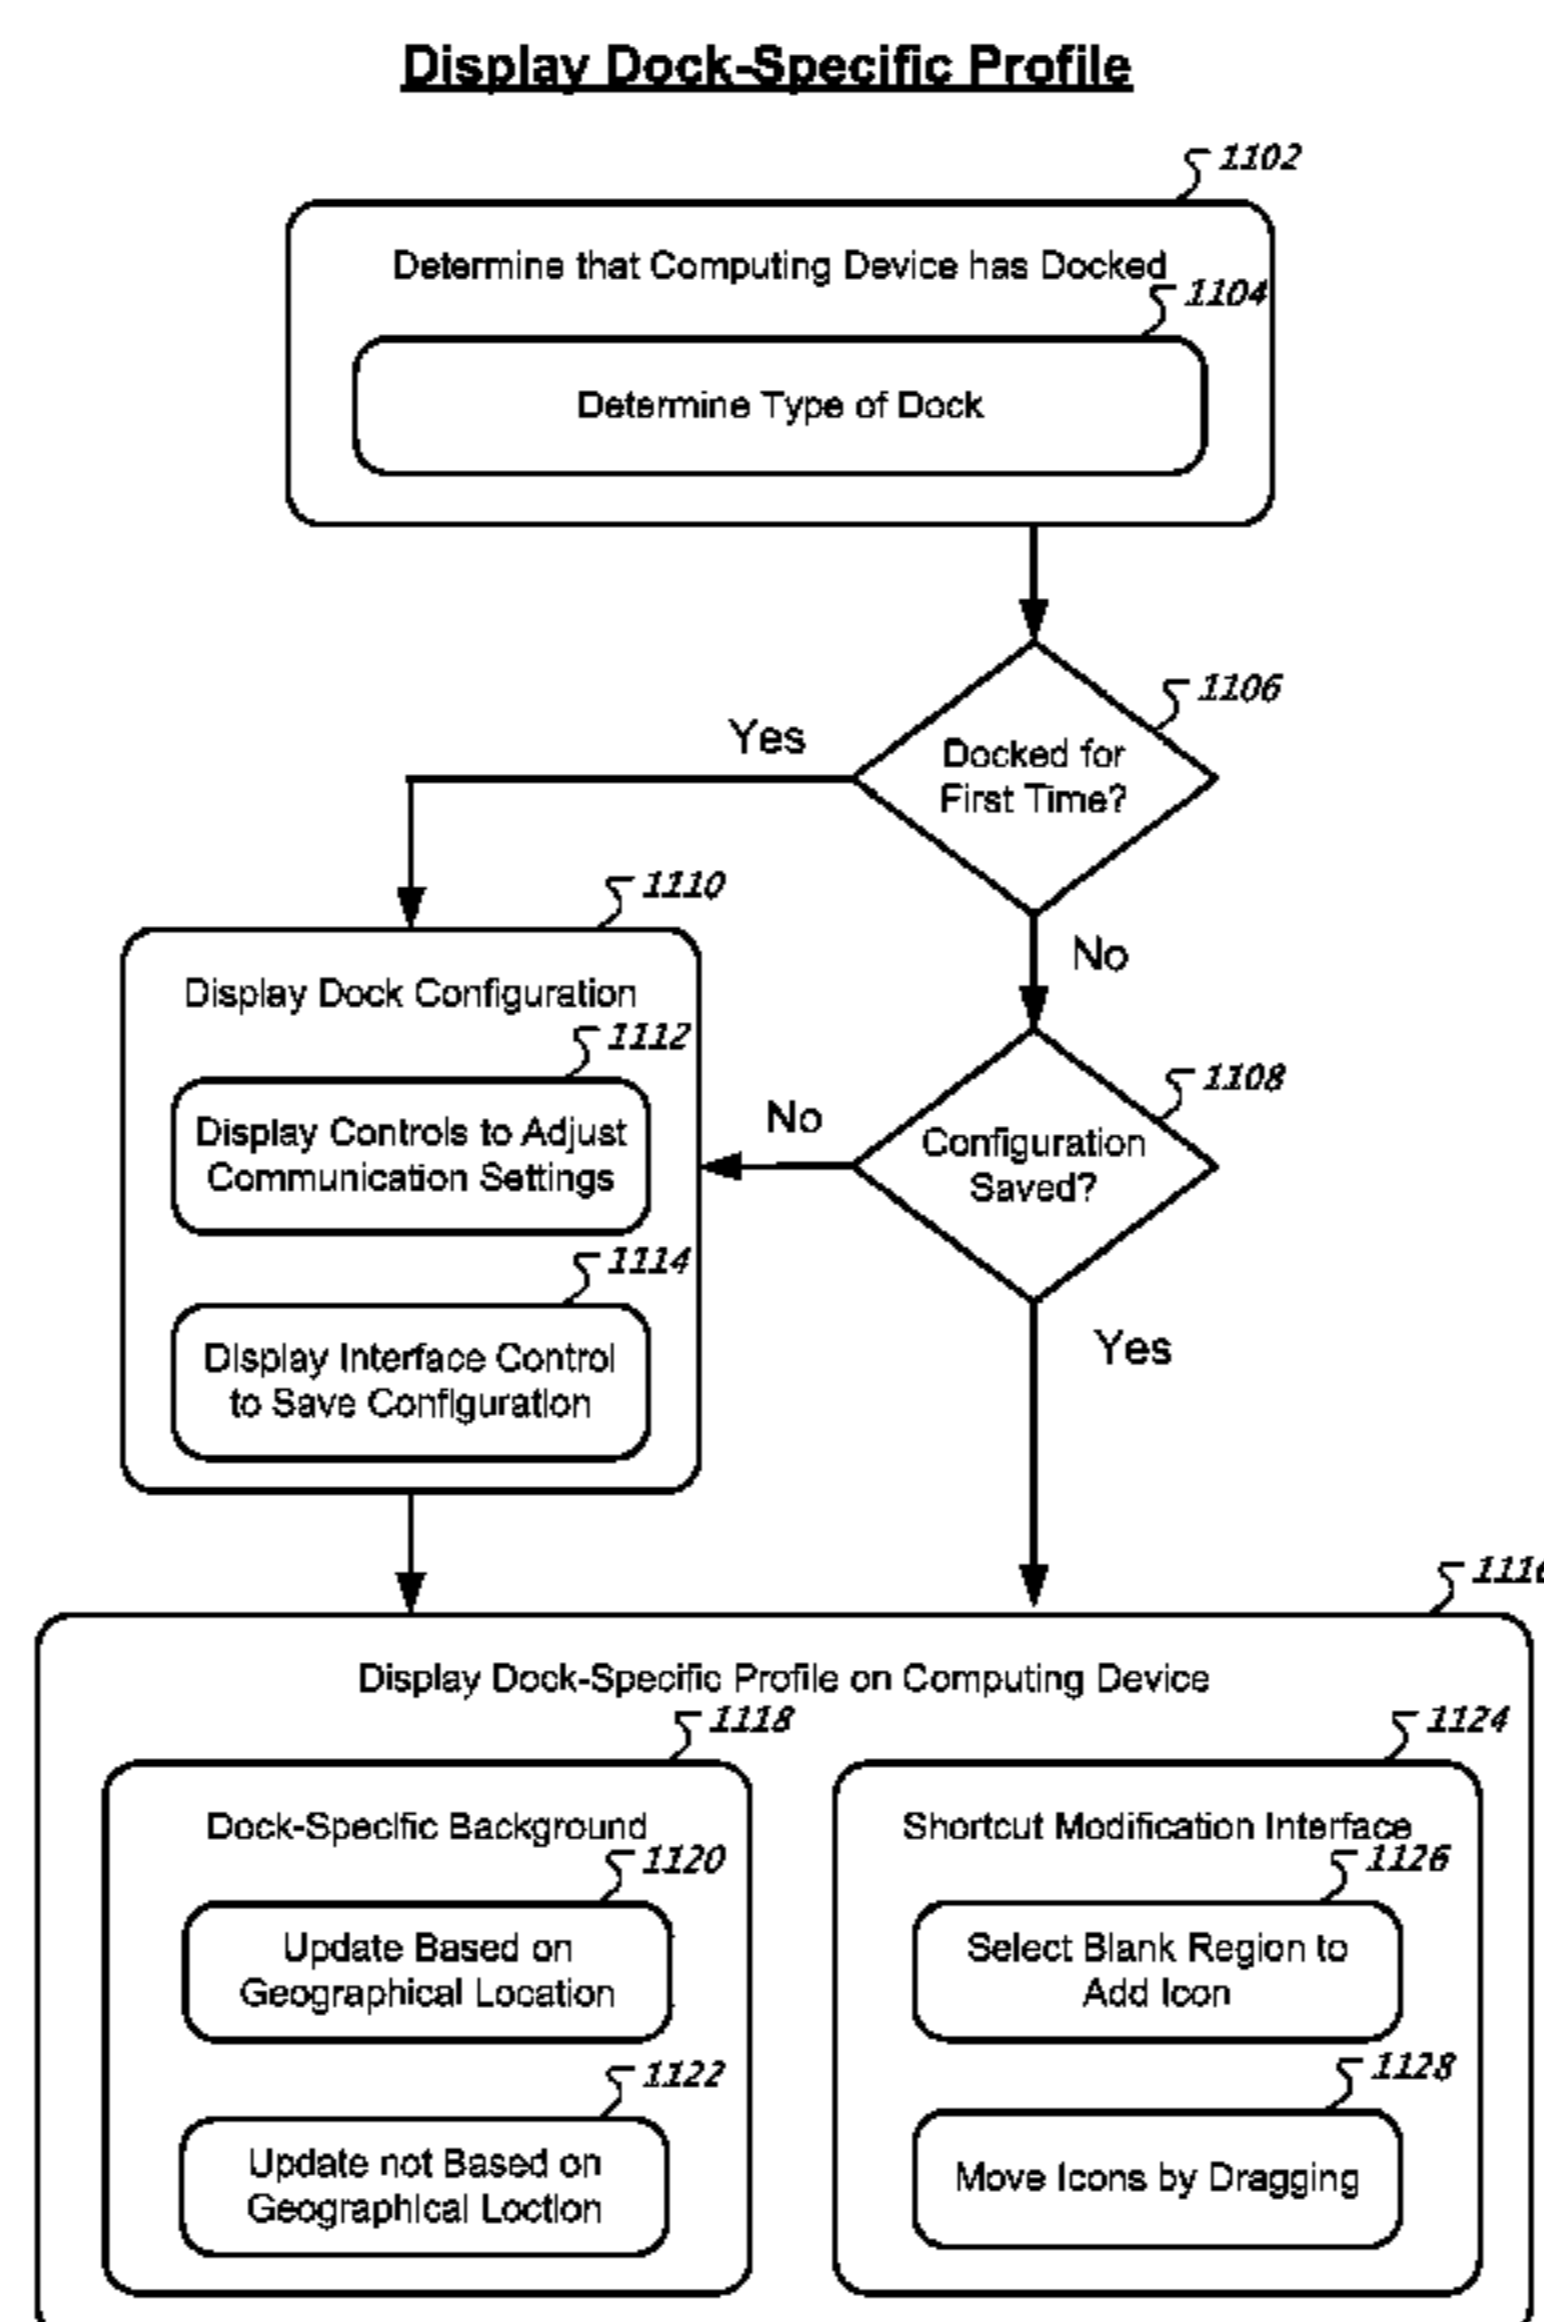 Display Dock-Specific Profile
1102
Determine that Computing Device has Docked
1104
Determine Type of Dock
1106
Yes
Docked for
First Time?
1110
No
Display Dock Configuration
1112
1108
Display Controls to Adjust
Communication Settings
No
Configuration
Saved?
1114
Display Interface Control
to Save Configuration
Yes
Display Dock-Specific Profile on Computing Device
1118
1124
Dock-Specific Background
Shortcut Modification Interface
1120
1126
Update Based on
Geographical Location
Select Blank Region to
Add Icon
1122
1128
Update not Based on
Geographical Loction
Move Icons by Dragging